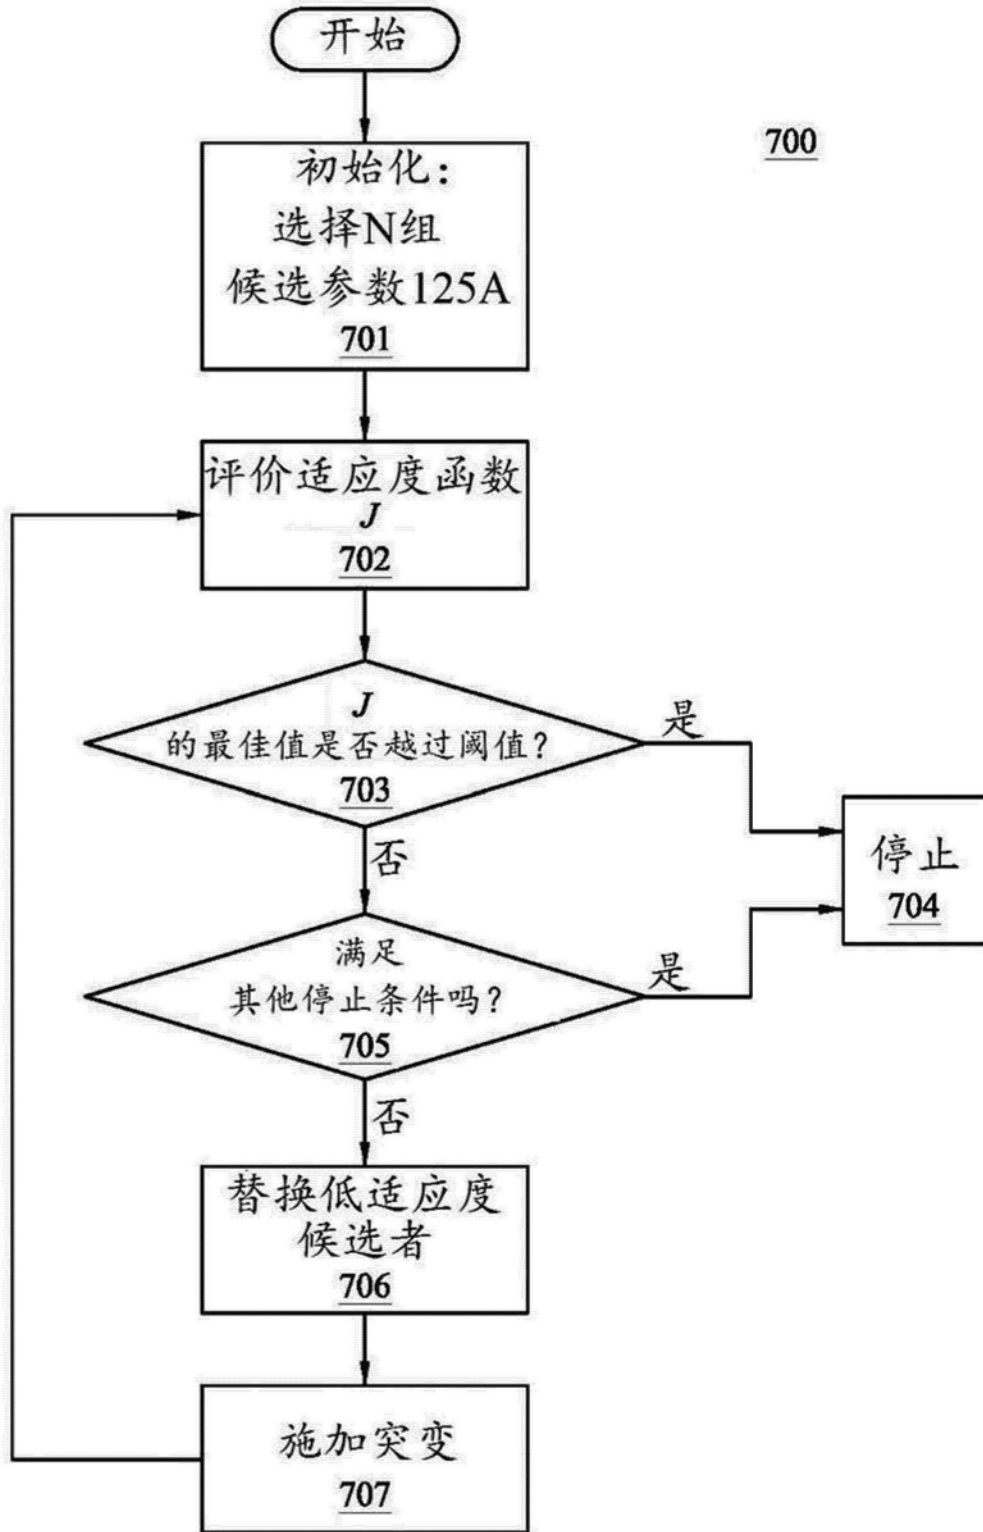 开始
700
初始化：
选择N组
候选参数125A
701
评价适应度函数
J
702
J
的最佳值是否越过阈值？
703
是
否
停止
704
满足
其他停止条件吗？
705
是
否
替换低适应度
候选者
706
施加突变
707